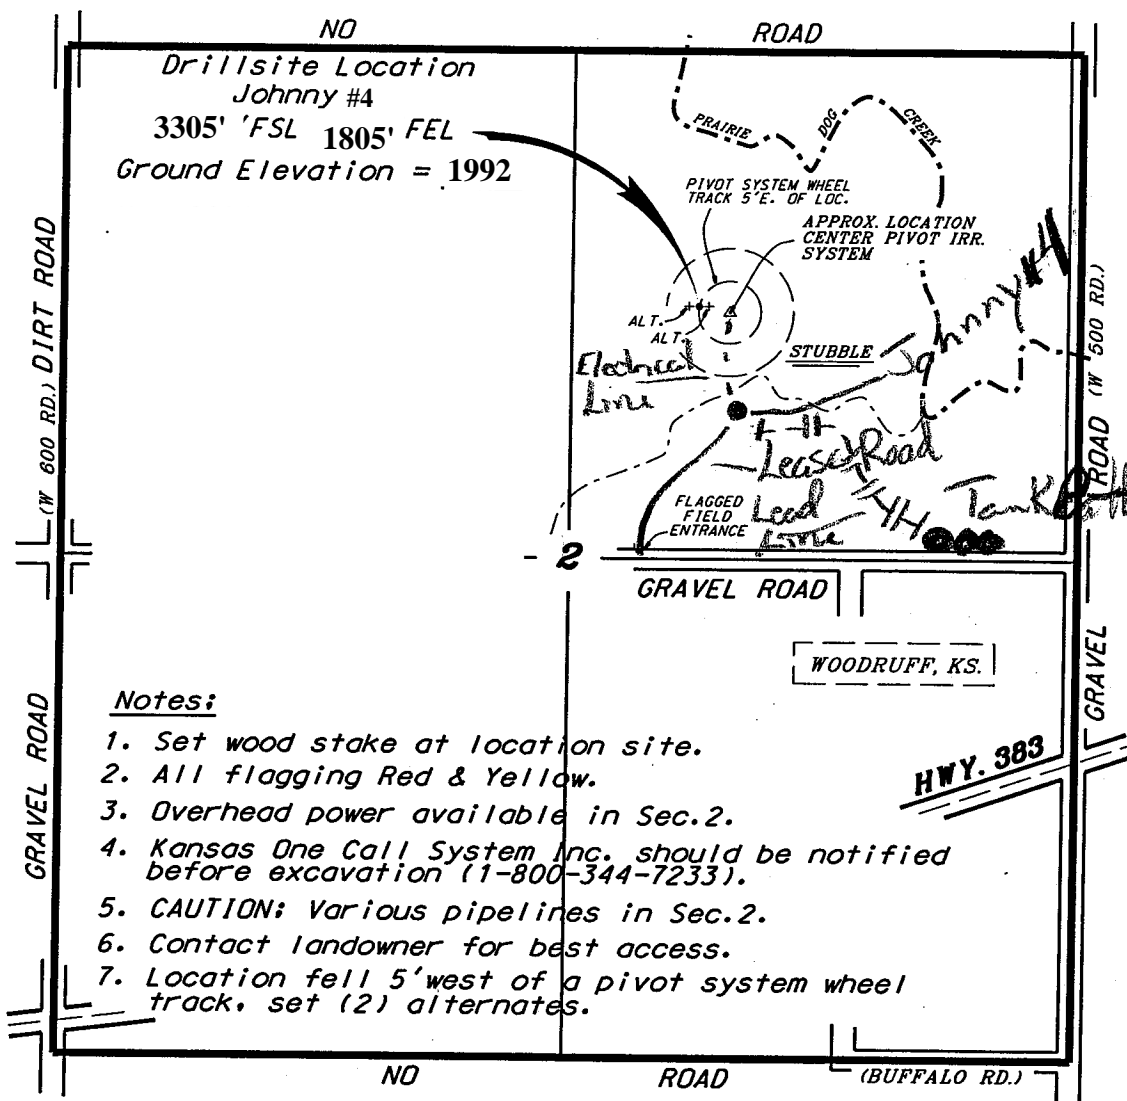 NO ROAD
Drillsite Location
Johnny #4
3305' 'FSL 1805' FEL
Ground Elevation = 1992
PRAIRIE DOG CREEK
PIVOT SYSTEM WHEEL
TRACK 5'E. OF LOC.
APPROX. LOCATION
CENTER PIVOT IRR.
SYSTEM
ALT.
ALT.
STUBBLE
Johnny #4
Electrical
Line
Lease Road
Lead
Line
Tank Batt
FLAGGED
FIELD
ENTRANCE
(W 600 RD.) DIRT ROAD
ROAD (W 500 RD.)
- 2
GRAVEL ROAD
WOODRUFF, KS.
GRAVEL
GRAVEL ROAD
HWY. 383
Notes:
1. Set wood stake at location site.
2. All flagging Red & Yellow.
3. Overhead power available in Sec.2.
4. Kansas One Call System Inc. should be notified
before excavation (1-800-344-7233).
5. CAUTION: Various pipelines in Sec.2.
6. Contact landowner for best access.
7. Location fell 5'west of a pivot system wheel
track. set (2) alternates.
NO ROAD (BUFFALO RD.)